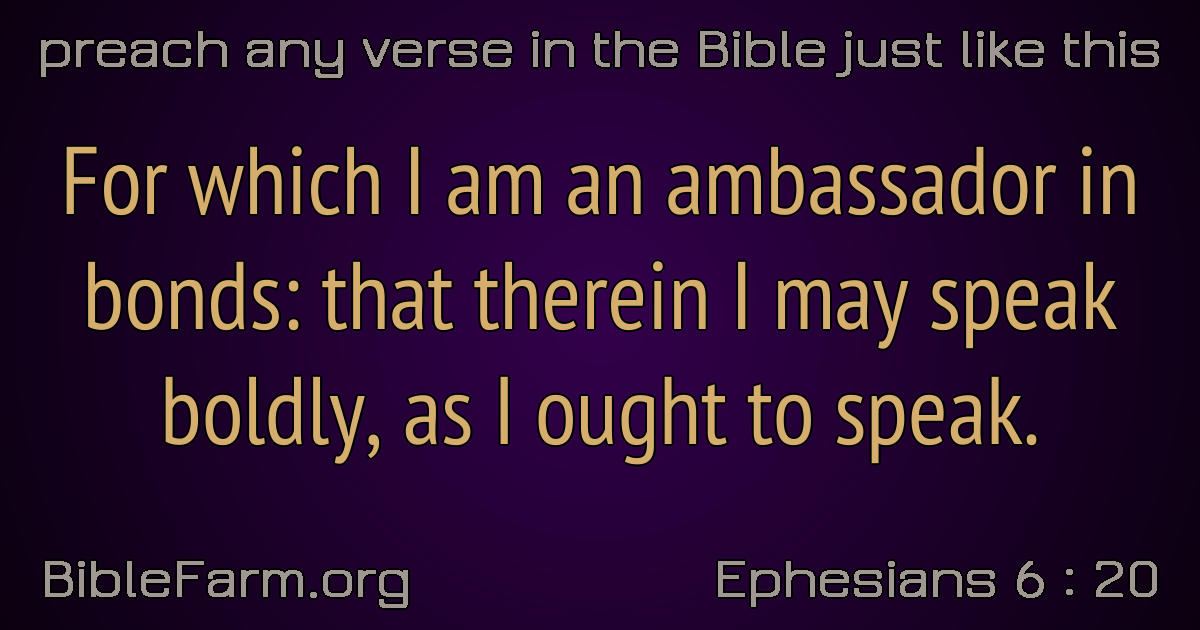 preach any verse in the Bible just like this
For which I am an ambassador in
bonds: that therein I may speak
boldly, as I ought to speak.
BibleFarm.org
Ephesians 6 : 20